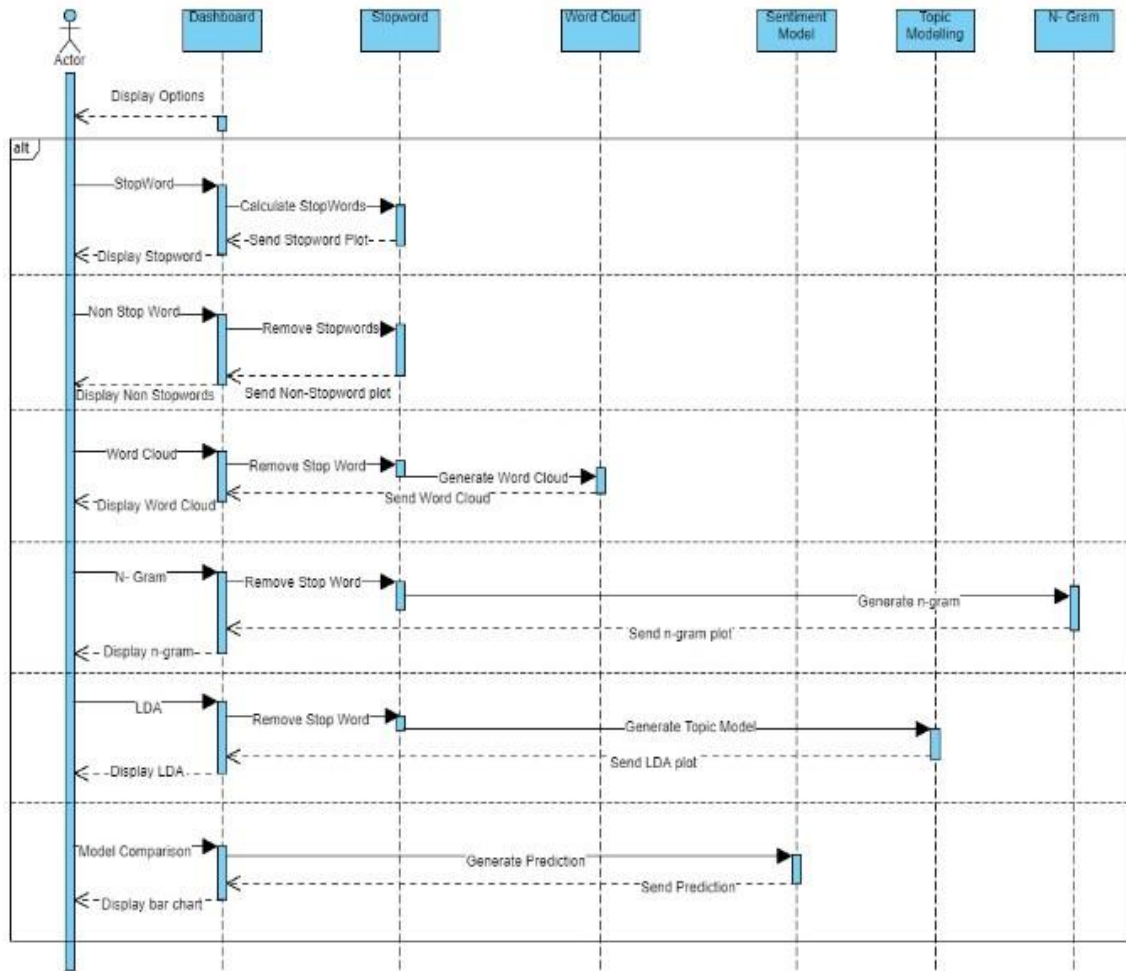 Dashboard
Stopword
Word Cloud
Sentiment
Model
Topic
Modelling
N- Gram
Actor
Display Options
alt
StopWord
Calculate StopWords
Send Stopword Plot
Display Stopword
Non Stop Word
Remove Stopwords
Send Non-Stopword plot
Display Non Stopwords
Word Cloud
Remove Stop Word
Generate Word Cloud
Send Word Cloud
Display Word Cloud
N- Gram
Remove Stop Word
Generate n-gram
Send n-gram plot
Display n-gram
LDA
Remove Stop Word
Generate Topic Model
Send LDA plot
Display LDA
Model Comparison
Generate Prediction
Send Prediction
Display bar chart